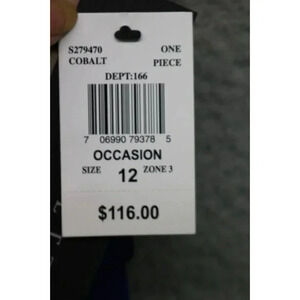 S279470 ONE
COBALT PIECE
DEPT:166
7 06990 79378 5
OCCASION
SIZE 12 ZONE 3
$116.00